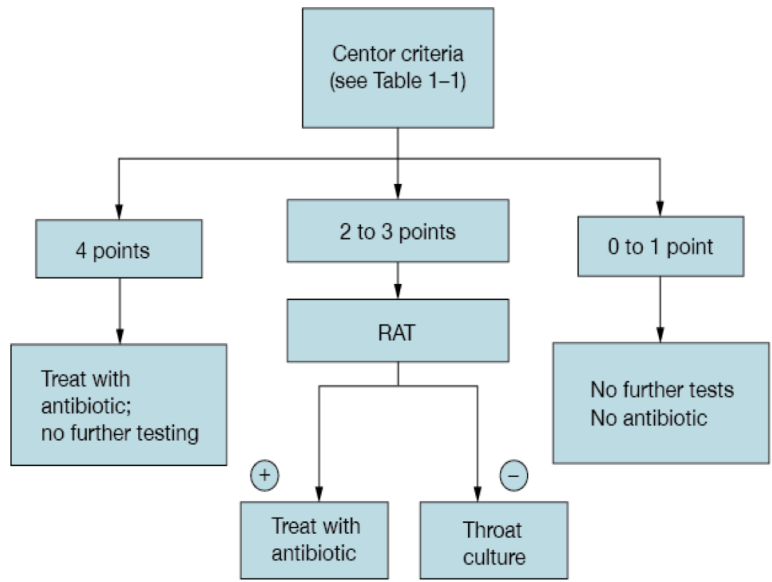 Centor criteria
(see Table 1–1)
4 points
2 to 3 points
0 to 1 point
RAT
Treat with
antibiotic;
no further testing
No further tests
No antibiotic
+
−
Treat with
antibiotic
Throat
culture